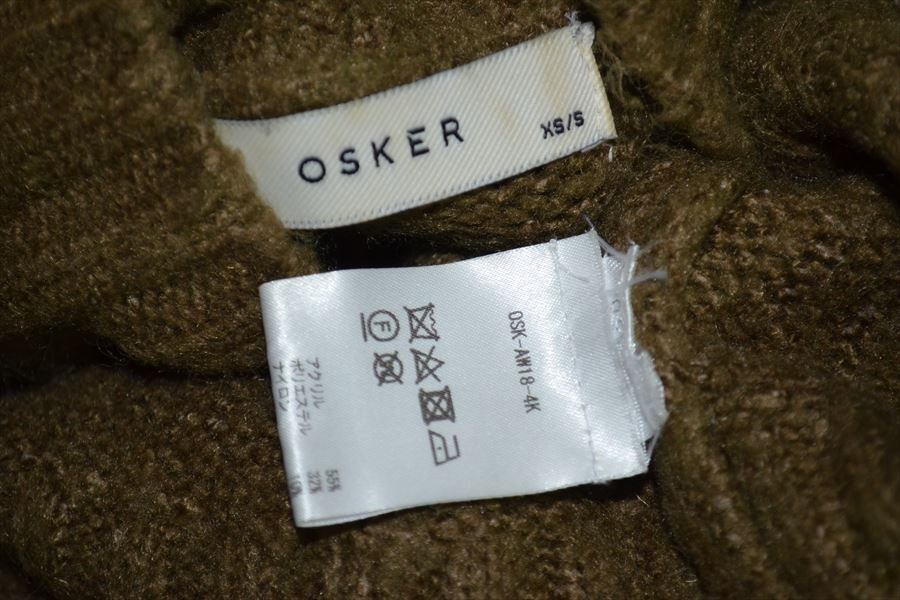 OSKER
XS/S
OSK-AW18-4K
F
アクリル 55%
ポリエステル 32%
ナイロン